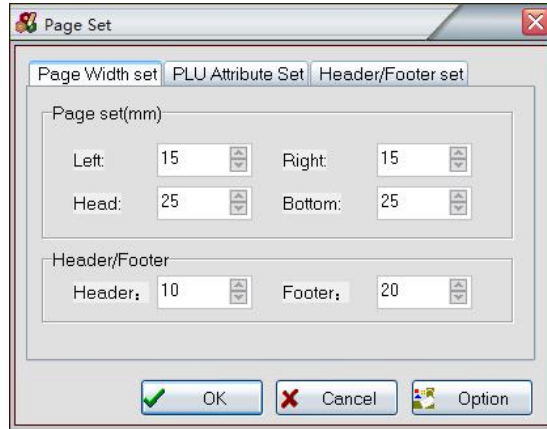 Page Set
Page Width set PLU Attribute Set Header/Footer set
Page set(mm)
Left: 15 Right: 15
Head: 25 Bottom: 25
Header/Footer
Header： 10 Footer： 20
OK Cancel Option